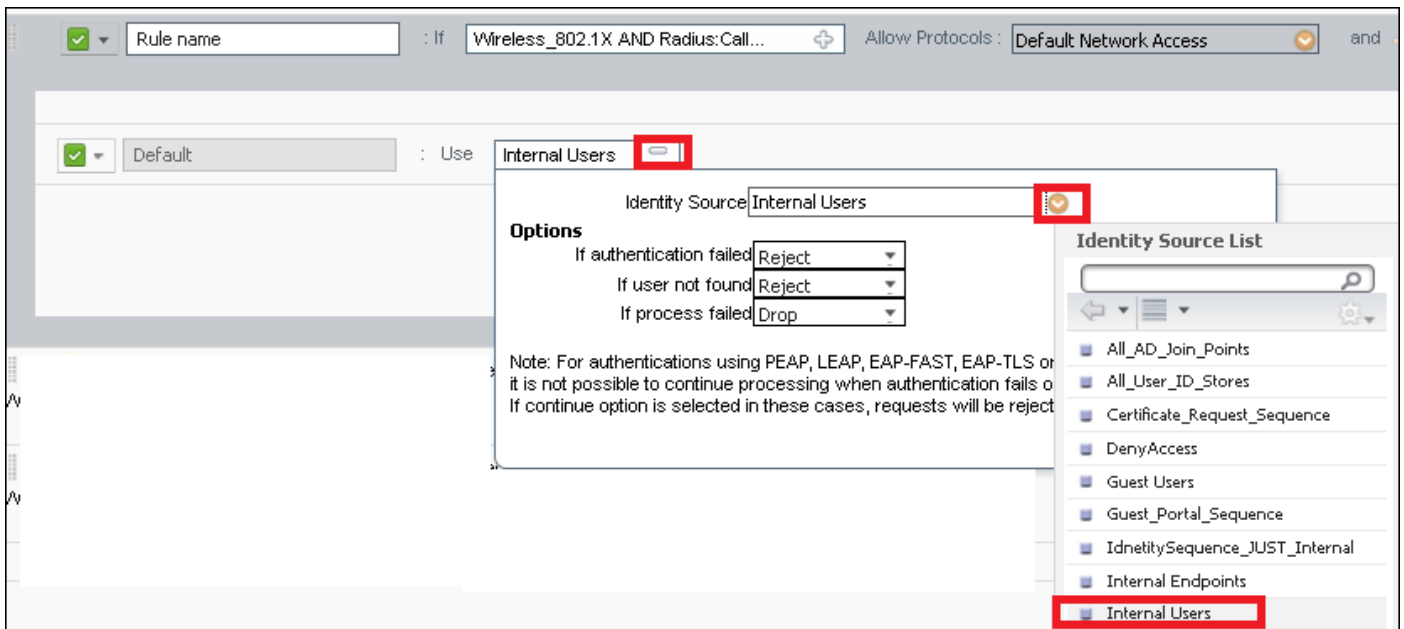 Rule name : If Wireless_802.1X AND Radius:Call... Allow Protocols : Default Network Access and
Default : Use Internal Users
Identity Source Internal Users
Options
If authentication failed Reject
If user not found Reject
If process failed Drop
Note: For authentications using PEAP, LEAP, EAP-FAST, EAP-TLS or
it is not possible to continue processing when authentication fails o
If continue option is selected in these cases, requests will be reject
Identity Source List
All_AD_Join_Points
All_User_ID_Stores
Certificate_Request_Sequence
DenyAccess
Guest Users
Guest_Portal_Sequence
IdnetitySequence_JUST_Internal
Internal Endpoints
Internal Users